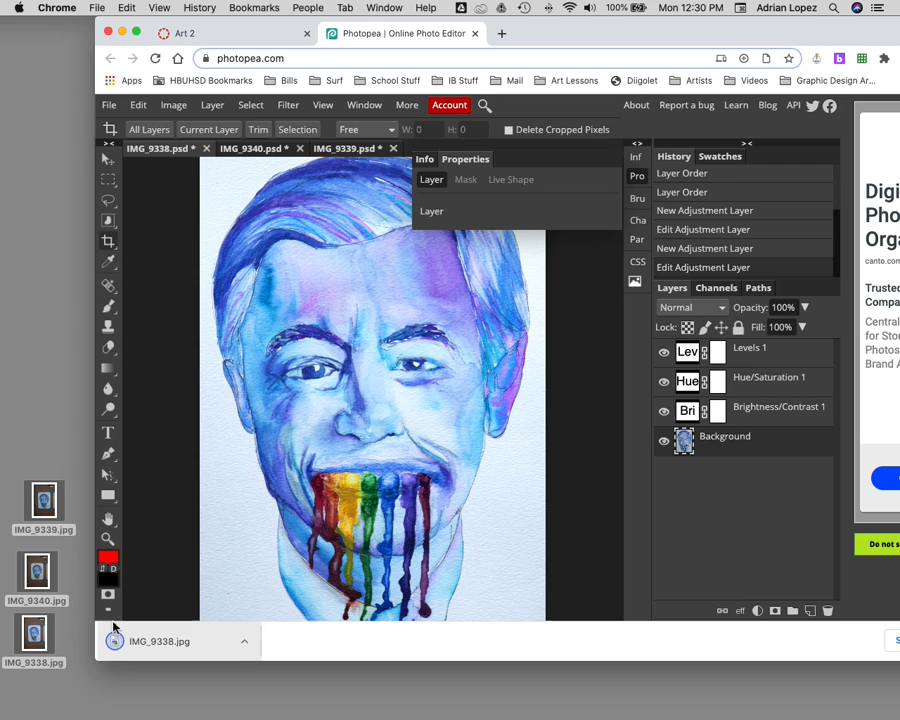 Chrome File Edit View History Bookmarks People Tab Window Help 100% Mon 12:30 PM Adrian Lopez
Art 2 Photopea | Online Photo Editor
photopea.com
Apps HBUHSD Bookmarks Bills Surf School Stuff IB Stuff Mail Art Lessons Diigolet Artists Videos Graphic Design Ar...
File Edit Image Layer Select Filter View Window More Account About Report a bug Learn Blog API
All Layers Current Layer Trim Selection Free W: 0 H: 0 Delete Cropped Pixels
IMG_9338.psd * IMG_9340.psd * IMG_9339.psd *
Info Properties
Layer Mask Live Shape
Layer
Inf
Pro
Bru
Cha
Par
CSS
History Swatches
Layer Order
Layer Order
New Adjustment Layer
Edit Adjustment Layer
New Adjustment Layer
Edit Adjustment Layer
Layers Channels Paths
Normal Opacity: 100%
Lock: Fill: 100%
Lev Levels 1
Hue Hue/Saturation 1
Bri Brightness/Contrast 1
Background
eff
D
Digi
Pho
Orga
canto.com
Trusted
Compa
Central
for Stor
Photos
Brand A
Do not s
IMG_9339.jpg
IMG_9340.jpg
IMG_9338.jpg
IMG_9338.jpg
S